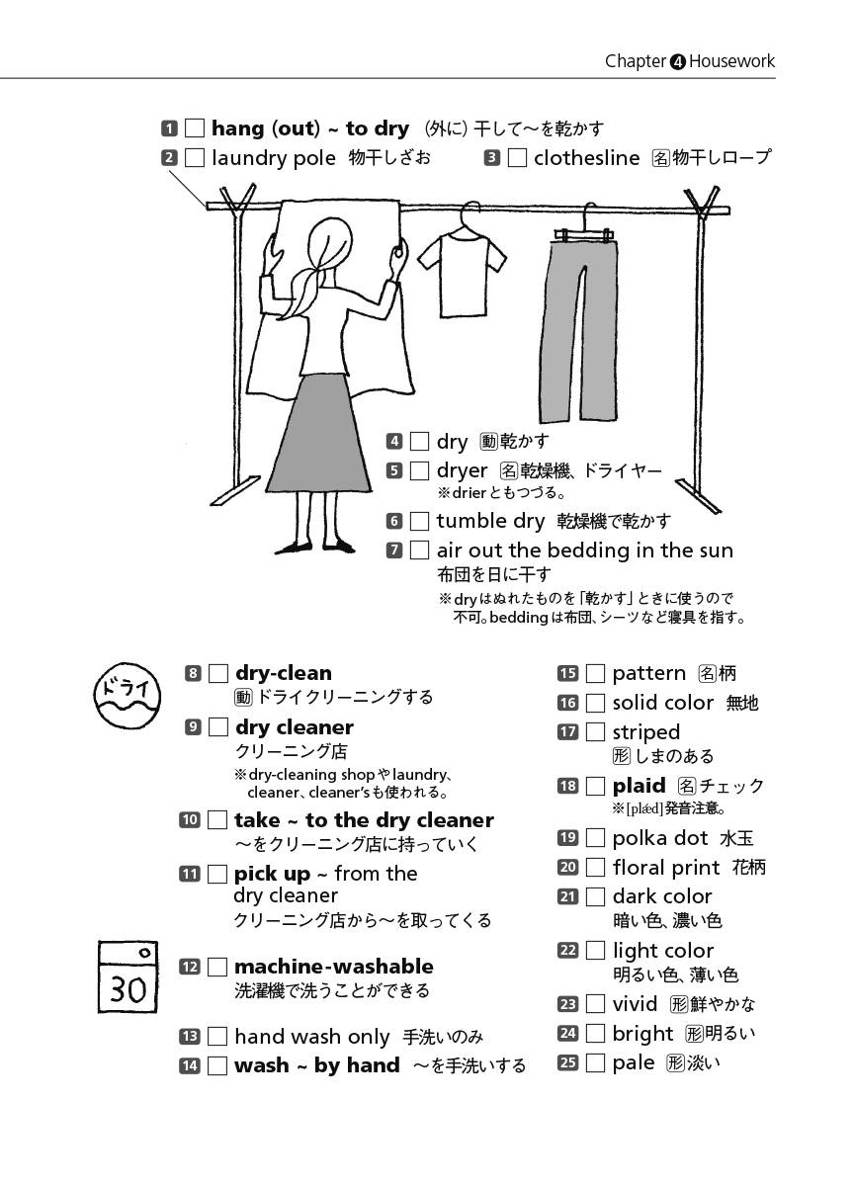 Chapter ❹ Housework
1 □ hang (out) ~ to dry (外に) 干して〜を乾かす
2 □ laundry pole 物干しざお
3 □ clothesline 名 物干しロープ
4 □ dry 動 乾かす
5 □ dryer 名 乾燥機、ドライヤー
※drierともつづる。
6 □ tumble dry 乾燥機で乾かす
7 □ air out the bedding in the sun
布団を日に干す
※dryはぬれたものを「乾かす」ときに使うので
不可。beddingは布団、シーツなど寝具を指す。
ドライ
8 □ dry-clean
動 ドライクリーニングする
9 □ dry cleaner
クリーニング店
※dry-cleaning shopやlaundry、
cleaner、cleaner'sも使われる。
10 □ take ~ to the dry cleaner
〜をクリーニング店に持っていく
11 □ pick up ~ from the
dry cleaner
クリーニング店から〜を取ってくる
30
12 □ machine-washable
洗濯機で洗うことができる
13 □ hand wash only 手洗いのみ
14 □ wash ~ by hand 〜を手洗いする
15 □ pattern 名 柄
16 □ solid color 無地
17 □ striped
形 しまのある
18 □ plaid 名 チェック
※[plǽd]発音注意。
19 □ polka dot 水玉
20 □ floral print 花柄
21 □ dark color
暗い色、濃い色
22 □ light color
明るい色、薄い色
23 □ vivid 形 鮮やかな
24 □ bright 形 明るい
25 □ pale 形 淡い